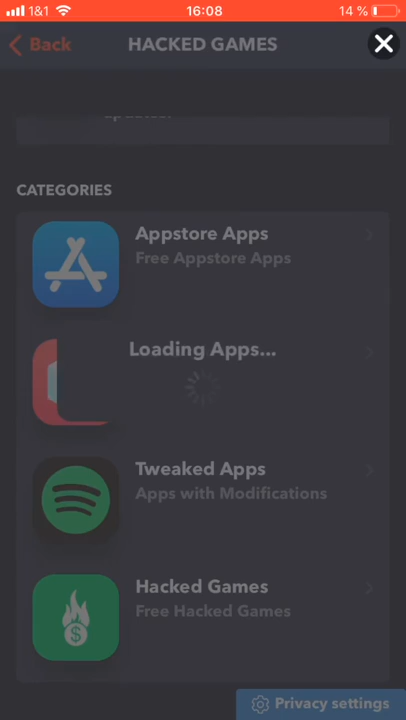 1&1
16:08
14 %
Back
HACKED GAMES
CATEGORIES
Appstore Apps
Free Appstore Apps
Loading Apps...
Tweaked Apps
Apps with Modifications
Hacked Games
Free Hacked Games
$
Privacy settings